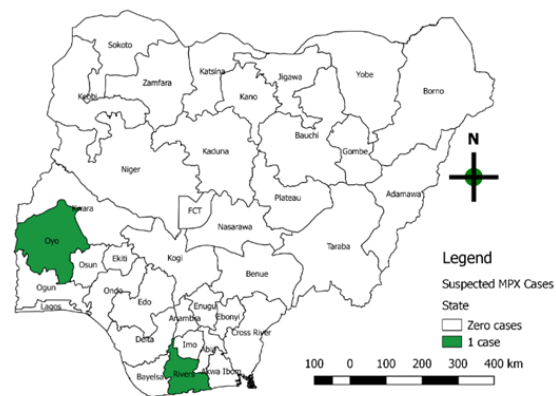 Sokoto
Zamfara
Katsina
Jigawa
Yobe
Borno
Kebbi
Kano
Bauchi
Gombe
Kaduna
Niger
Adamawa
Plateau
FCT
Nasarawa
Kwara
Taraba
Oyo
Osun
Ekiti
Kogi
Benue
Ogun
Ondo
Edo
Lagos
Enugu
Anambra
Ebonyi
Cross River
Delta
Imo
Abia
Bayelsa
Rivers
Akwa Ibom
N
Legend
Suspected MPX Cases
State
Zero cases
1 case
100 0 100 200 300 400 km